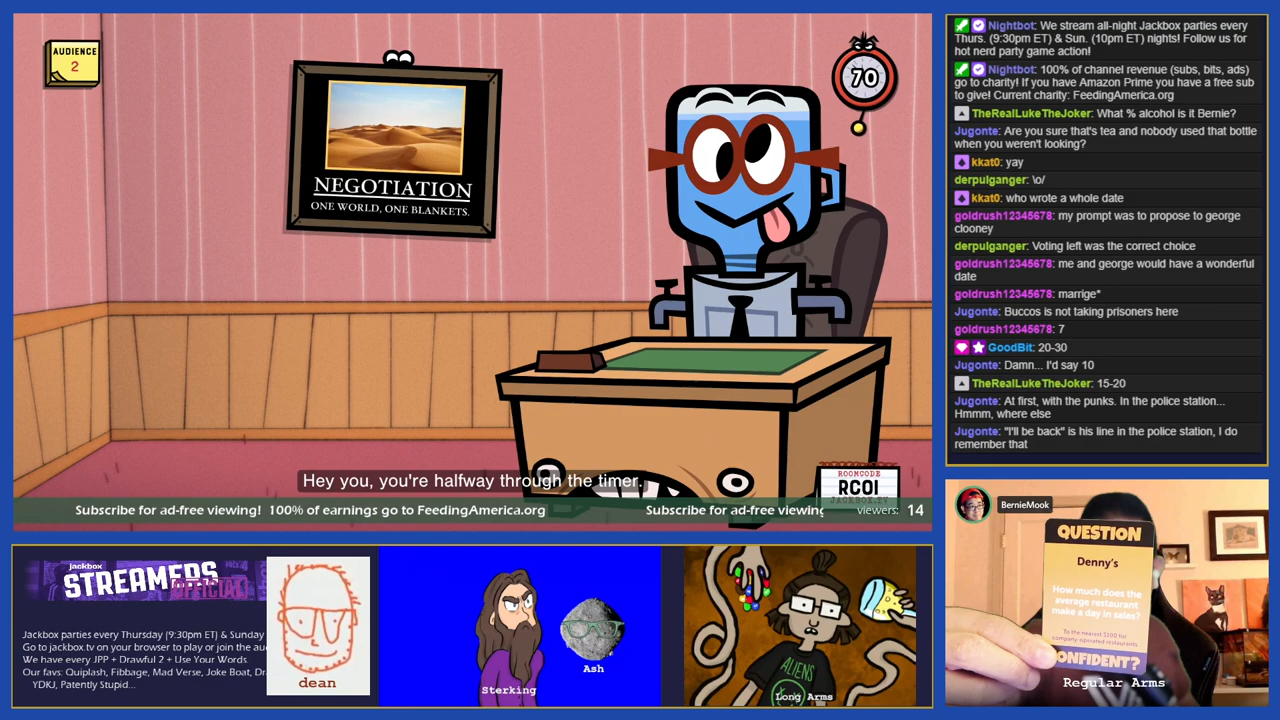 AUDIENCE
2
70
NEGOTIATION
ONE WORLD, ONE BLANKETS.
Hey you, you're halfway through the timer.
ROOMCODE
RCOI
JACKBOX.TV
Subscribe for ad-free viewing!  100% of earnings go to FeedingAmerica.org
Subscribe for ad-free viewing
viewers: 14
Nightbot: We stream all-night Jackbox parties every
Thurs. (9:30pm ET) & Sun. (10pm ET) nights! Follow us for
hot nerd party game action!
Nightbot: 100% of channel revenue (subs, bits, ads)
go to charity! If you have Amazon Prime you have a free sub
to give! Current charity: FeedingAmerica.org
TheRealLukeTheJoker: What % alcohol is it Bernie?
Jugonte: Are you sure that's tea and nobody used that bottle
when you weren't looking?
kkat0: yay
derpulganger: \o/
kkat0: who wrote a whole date
goldrush12345678: my prompt was to propose to george
clooney
derpulganger: Voting left was the correct choice
goldrush12345678: me and george would have a wonderful
date
goldrush12345678: marrige*
Jugonte: Buccos is not taking prisoners here
goldrush12345678: 7
GoodBit: 20-30
Jugonte: Damn... I'd say 10
TheRealLukeTheJoker: 15-20
Jugonte: At first, with the punks. In the police station...
Hmmm, where else
Jugonte: "I'll be back" is his line in the police station, I do
remember that
jackbox
STREAMERS
OFFICIAL
Jackbox parties every Thursday (9:30pm ET) & Sunday
Go to jackbox.tv on your browser to play or join the au
We have every JPP + Drawful 2 + Use Your Words.
Our favs: Quiplash, Fibbage, Mad Verse, Joke Boat, Dr
YDKJ, Patently Stupid...
dean
Sterking
Ash
ALIENS
Long Arms
BernieMook
QUESTION
Denny's
How much does the
average restaurant
make a day in sales?
To the nearest $100 for
company-operated restaurants
ONFIDENT?
Regular Arms